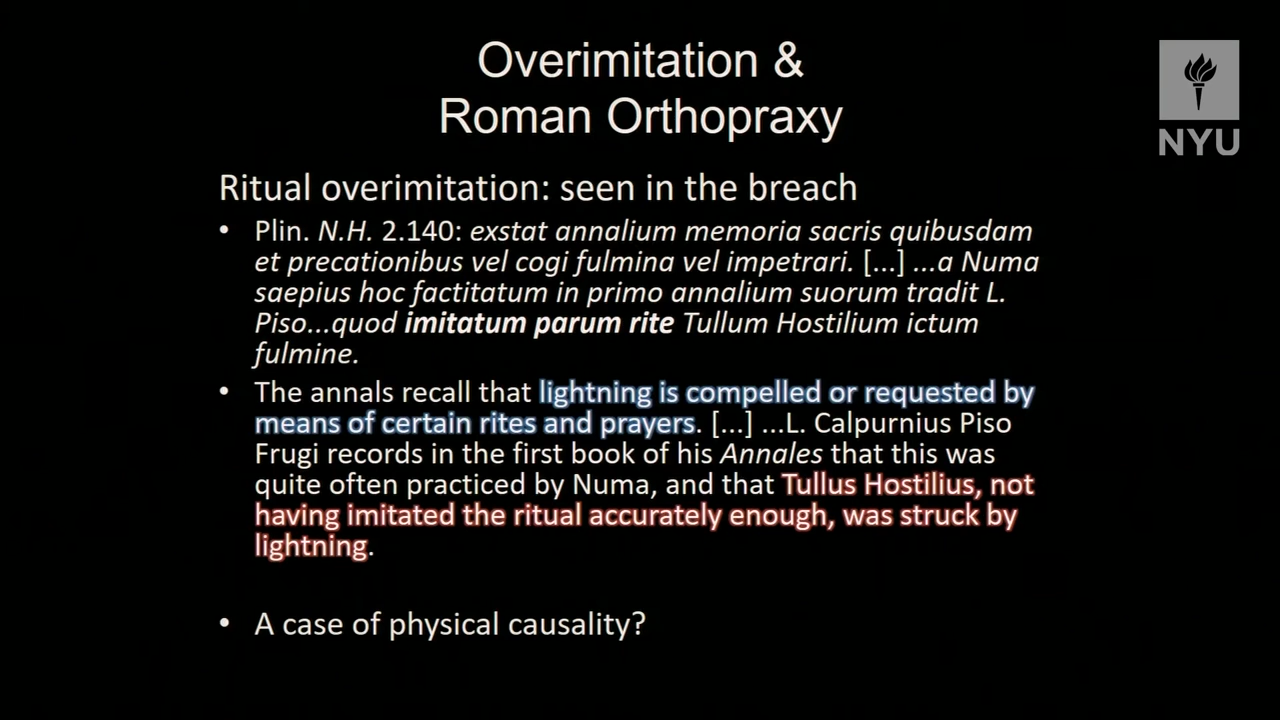 Overimitation &
Roman Orthopraxy
NYU
Ritual overimitation: seen in the breach
• Plin. N.H. 2.140: exstat annalium memoria sacris quibusdam
et precationibus vel cogi fulmina vel impetrari. [...] ...a Numa
saepius hoc factitatum in primo annalium suorum tradit L.
Piso...quod imitatum parum rite Tullum Hostilium ictum
fulmine.
• The annals recall that lightning is compelled or requested by
means of certain rites and prayers. [...] ...L. Calpurnius Piso
Frugi records in the first book of his Annales that this was
quite often practiced by Numa, and that Tullus Hostilius, not
having imitated the ritual accurately enough, was struck by
lightning.
• A case of physical causality?